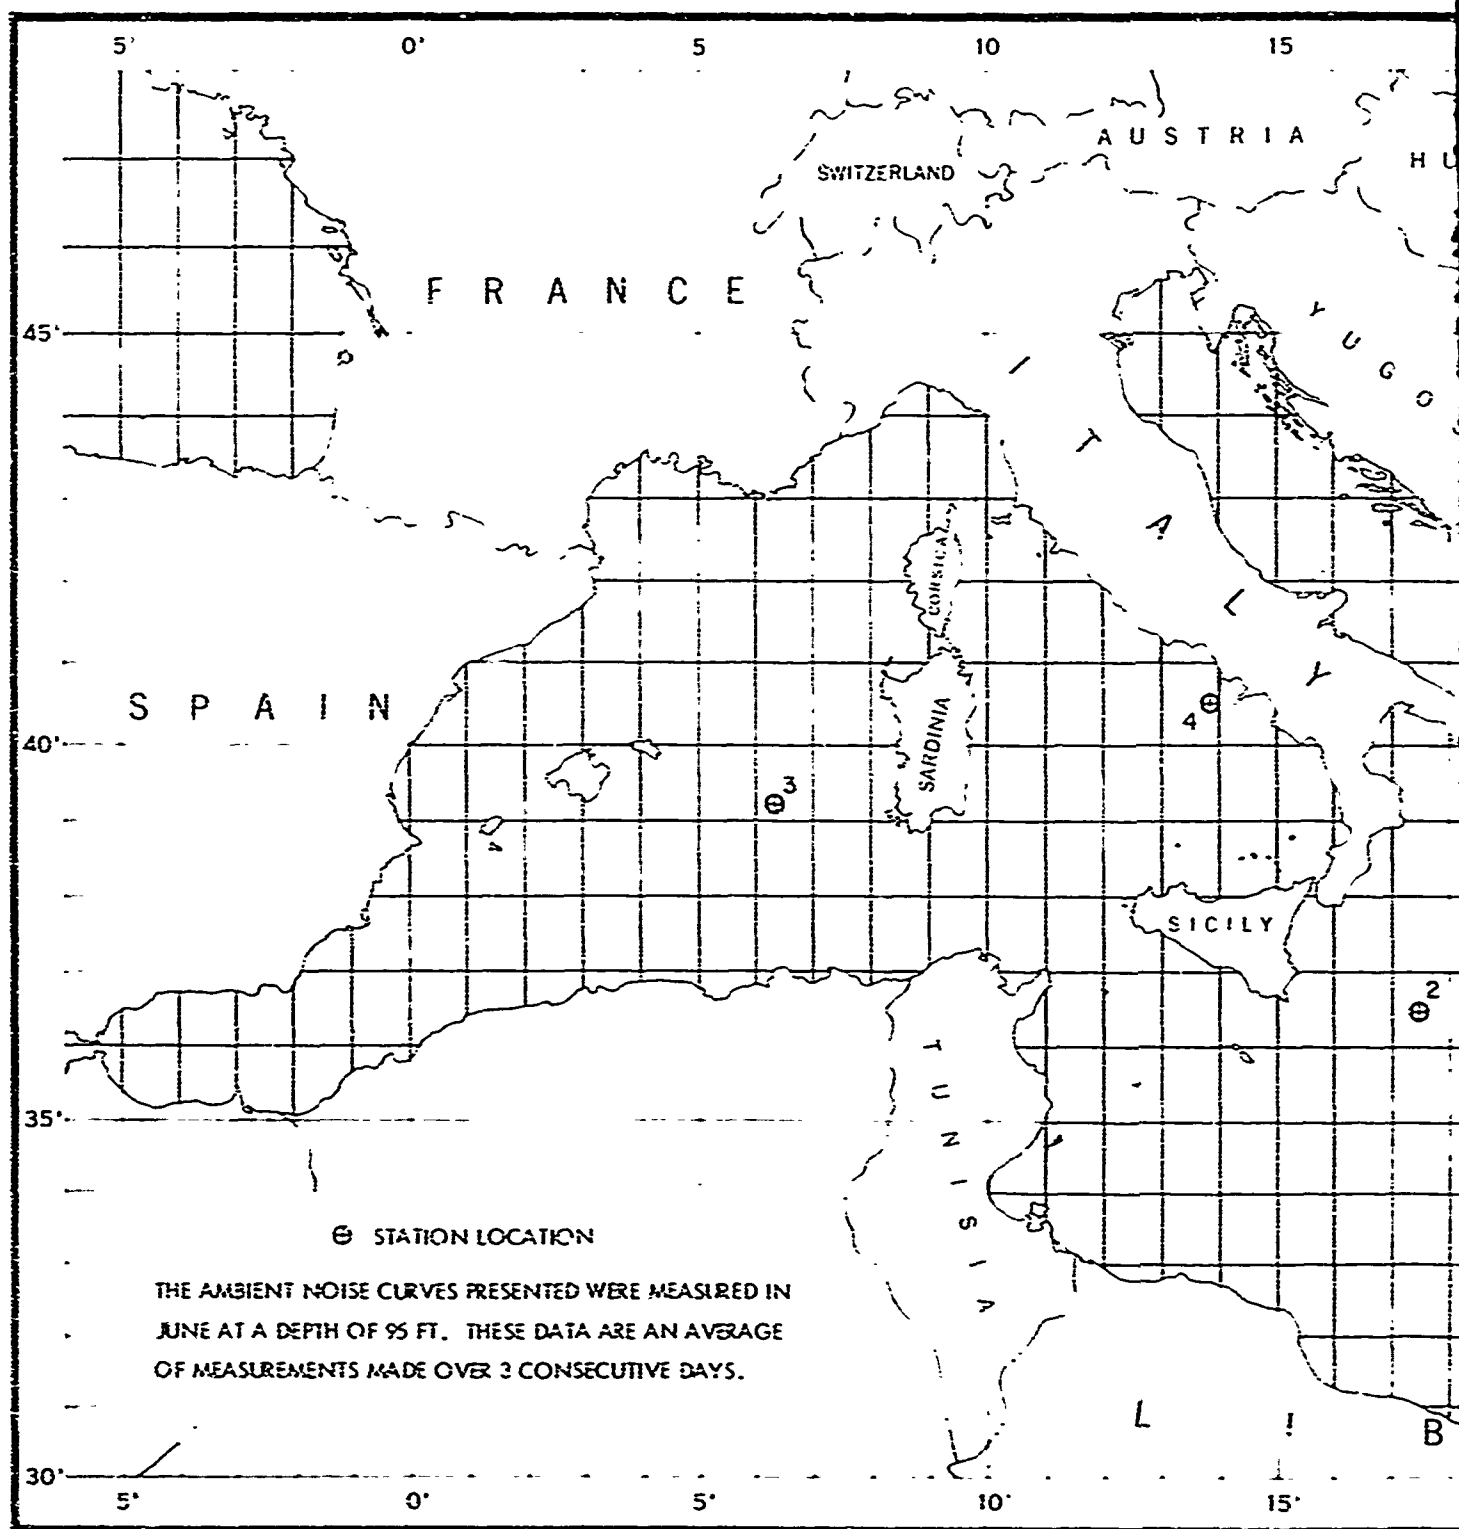 5' 0' 5 10 15
AUSTRIA
SWITZERLAND
HU
FRANCE
45'
YUGO
ITALY
CORSICA
SPAIN
SARDINIA
4
40'
3
SICILY
2
TUNISIA
35'
⊖ STATION LOCATION
THE AMBIENT NOISE CURVES PRESENTED WERE MEASURED IN
JUNE AT A DEPTH OF 95 FT. THESE DATA ARE AN AVERAGE
OF MEASUREMENTS MADE OVER 3 CONSECUTIVE DAYS.
L I B
30'
5' 0' 5' 10' 15'